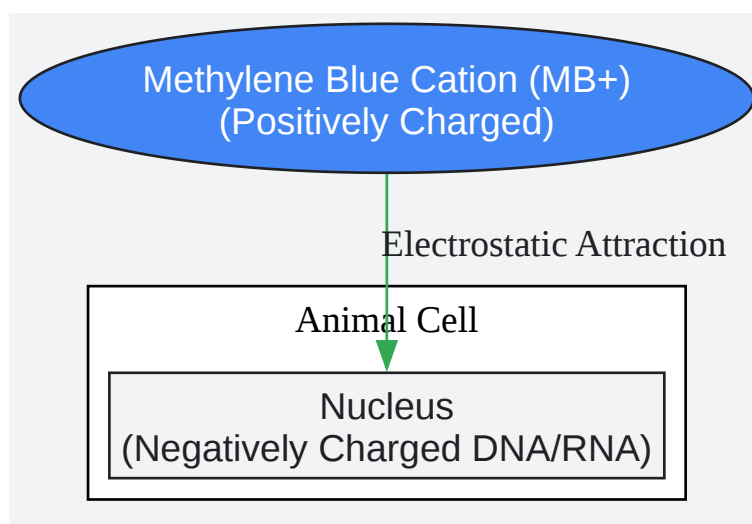 Methylene Blue Cation (MB+)
(Positively Charged)
Electrostatic Attraction
Animal Cell
Nucleus
(Negatively Charged DNA/RNA)